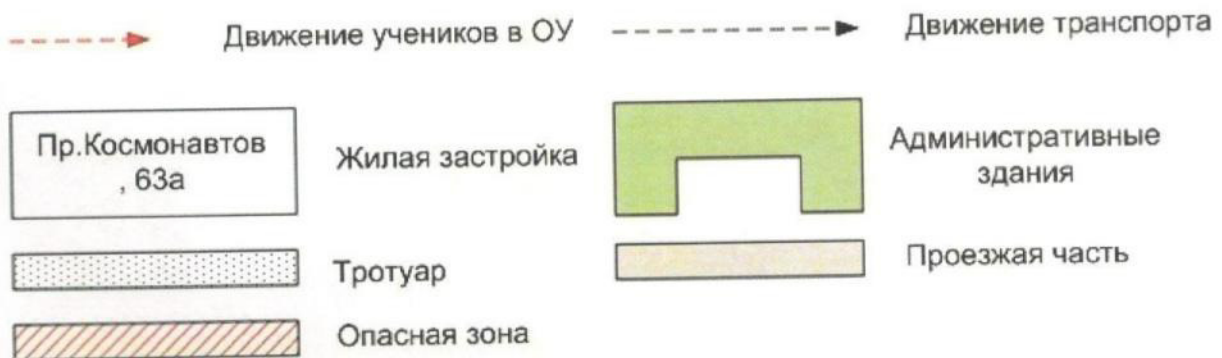 Движение учеников в ОУ
Движение транспорта
Пр.Космонавтов
, 63а
Жилая застройка
Административные
здания
Тротуар
Проезжая часть
Опасная зона